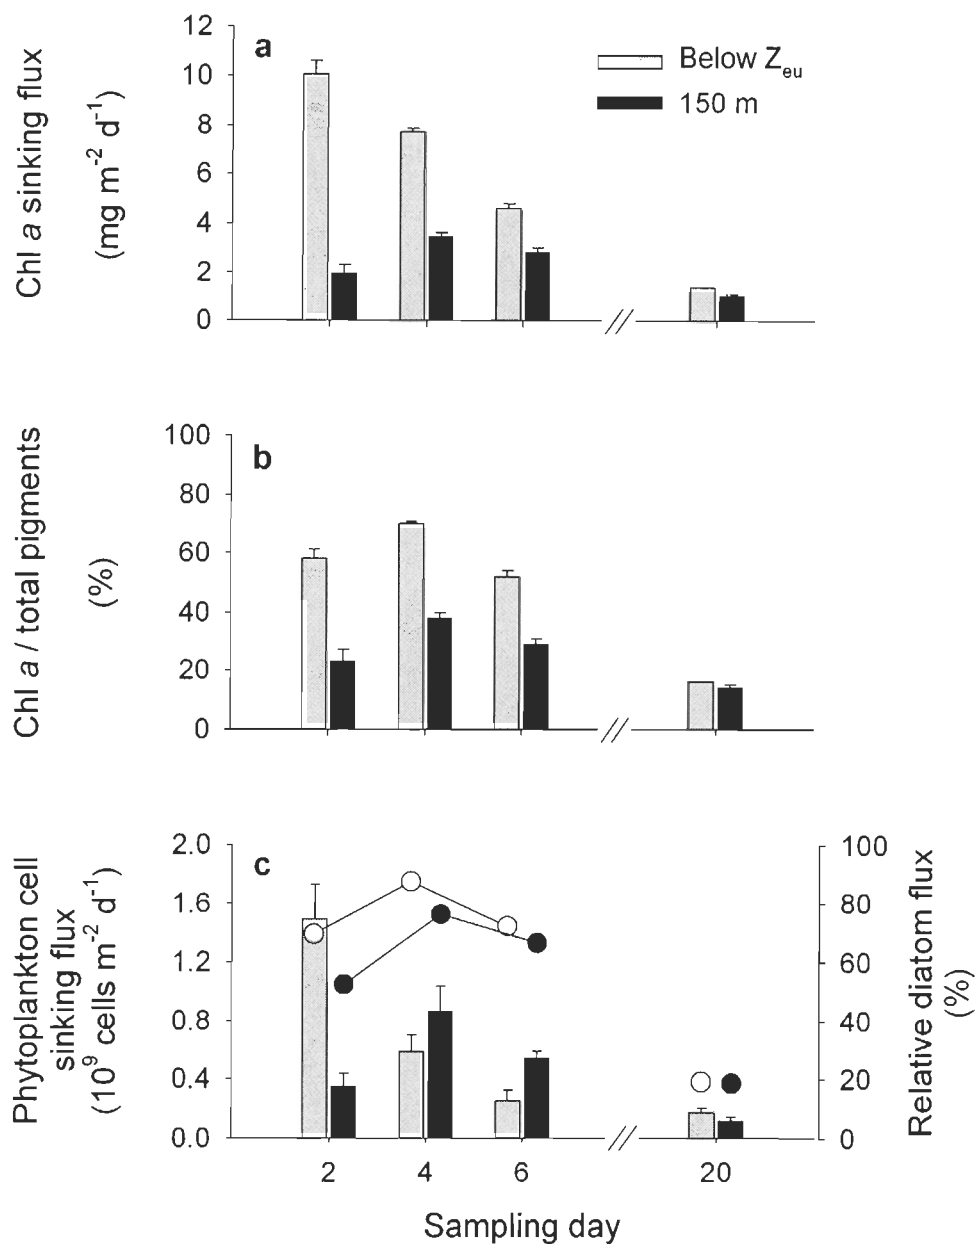 a
Below Z_eu
150 m
Chl a sinking flux
(mg m⁻² d⁻¹)
12
10
8
6
4
2
0
b
Chl a / total pigments
(%)
100
80
60
40
20
0
c
Phytoplankton cell
sinking flux
(10⁹ cells m⁻² d⁻¹)
2.0
1.6
1.2
0.8
0.4
0.0
100
80
60
40
20
0
Relative diatom flux
(%)
2 4 6 20
Sampling day